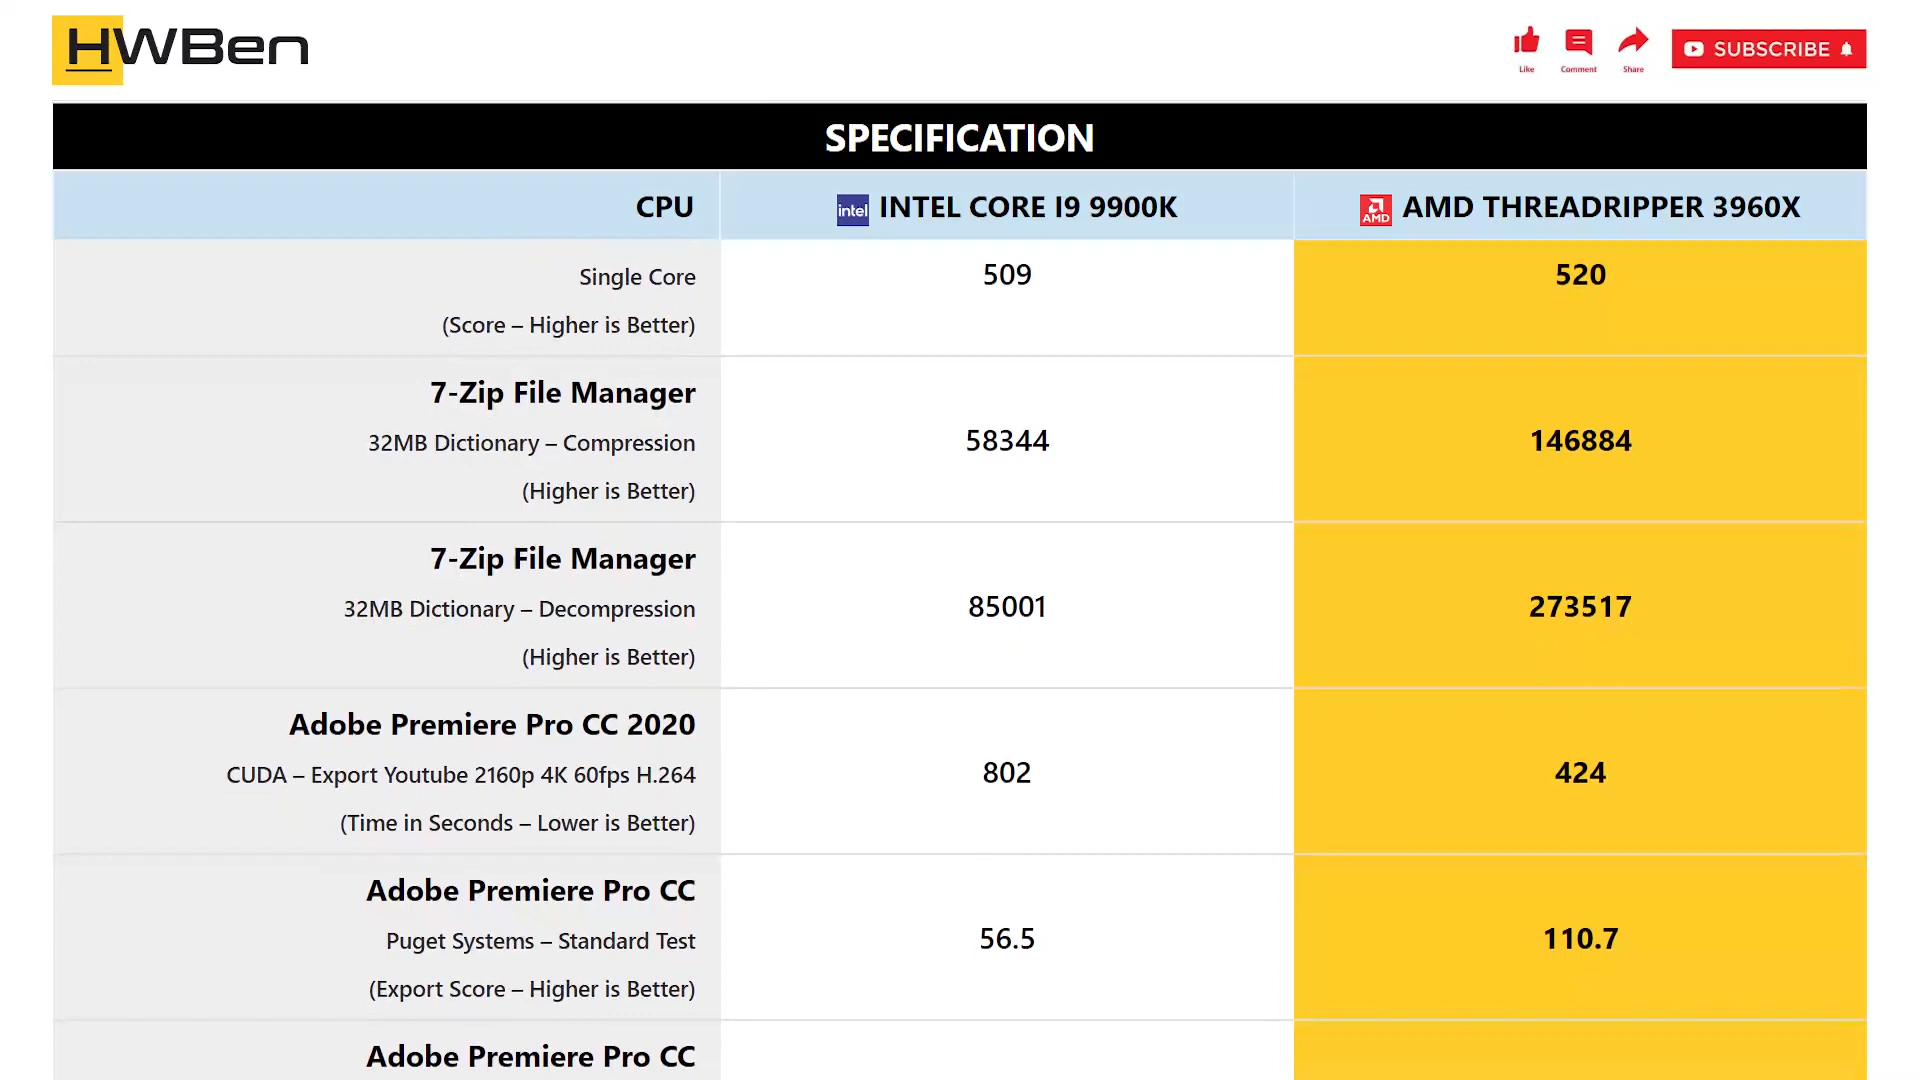 HWBen
Like
Comment
Share
SUBSCRIBE
SPECIFICATION
CPU
intel INTEL CORE I9 9900K
AMD AMD THREADRIPPER 3960X
Single Core
(Score – Higher is Better)
509
520
7-Zip File Manager
32MB Dictionary – Compression
(Higher is Better)
58344
146884
7-Zip File Manager
32MB Dictionary – Decompression
(Higher is Better)
85001
273517
Adobe Premiere Pro CC 2020
CUDA – Export Youtube 2160p 4K 60fps H.264
(Time in Seconds – Lower is Better)
802
424
Adobe Premiere Pro CC
Puget Systems – Standard Test
(Export Score – Higher is Better)
56.5
110.7
Adobe Premiere Pro CC